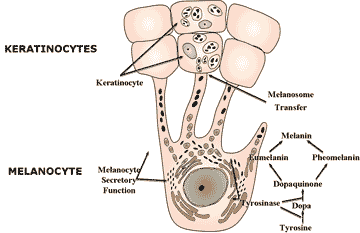 KERATINOCYTES
Keratinocyte
Melanosome
Transfer
Melanin
MELANOCYTE
Melanocyte
Secretory
Function
Eumelanin
Pheomelanin
Dopaquinone
Tyrosinase
Dopa
Tyrosine